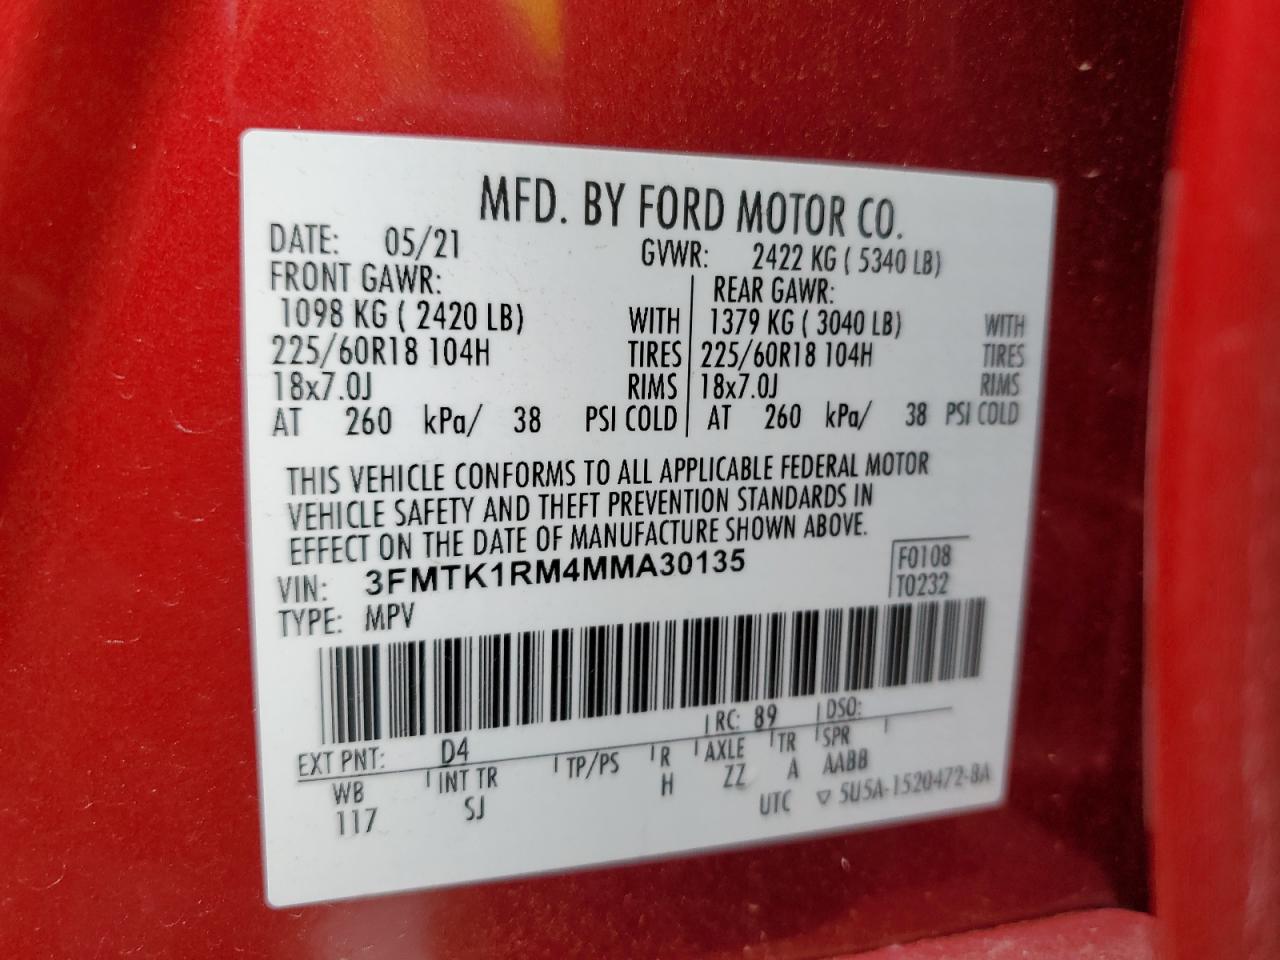 MFD. BY FORD MOTOR CO.
DATE: 05/21 GVWR: 2422 KG ( 5340 LB)
FRONT GAWR: REAR GAWR:
1098 KG ( 2420 LB) WITH 1379 KG ( 3040 LB) WITH
225/60R18 104H TIRES 225/60R18 104H TIRES
18x7.0J RIMS 18x7.0J RIMS
AT 260 kPa/ 38 PSI COLD AT 260 kPa/ 38 PSI COLD
THIS VEHICLE CONFORMS TO ALL APPLICABLE FEDERAL MOTOR
VEHICLE SAFETY AND THEFT PREVENTION STANDARDS IN
EFFECT ON THE DATE OF MANUFACTURE SHOWN ABOVE.
VIN: 3FMTK1RM4MMA30135 F0108
TYPE: MPV T0232
EXT PNT: D4 RC: 89 DSO:
WB INT TR TP/PS R AXLE TR SPR
117 SJ H ZZ A AABB
UTC ▽ 5U5A-1520472-BA